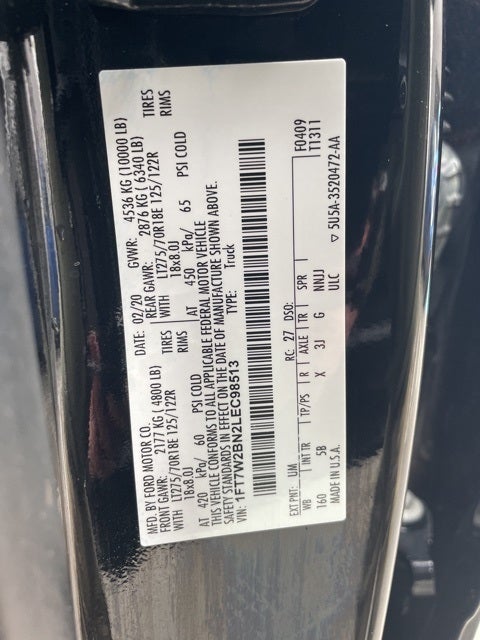 MFD. BY FORD MOTOR CO.
DATE: 02/20 GVWR: 4536 KG (10000 LB)
FRONT GAWR: 2177 KG (4800 LB) REAR GAWR: 2876 KG (6340 LB)
WITH LT275/70R18E 125/122R TIRES WITH LT275/70R18E 125/122R TIRES
18x8.0J RIMS 18x8.0J RIMS
AT 420 kPa/ 60 PSI COLD AT 450 kPa/ 65 PSI COLD
THIS VEHICLE CONFORMS TO ALL APPLICABLE FEDERAL MOTOR VEHICLE
SAFETY STANDARDS IN EFFECT ON THE DATE OF MANUFACTURE SHOWN ABOVE.
VIN: 1FT7W2BN2LEC98513 TYPE: Truck
F0409
T1311
EXT PNT: UM RC: 27 DSO:
WB INT TR TP/PS R AXLE TR SPR
160 5B X 3J G NNUJ
MADE IN U.S.A. ULC
▽ 5U5A-3520472-AA